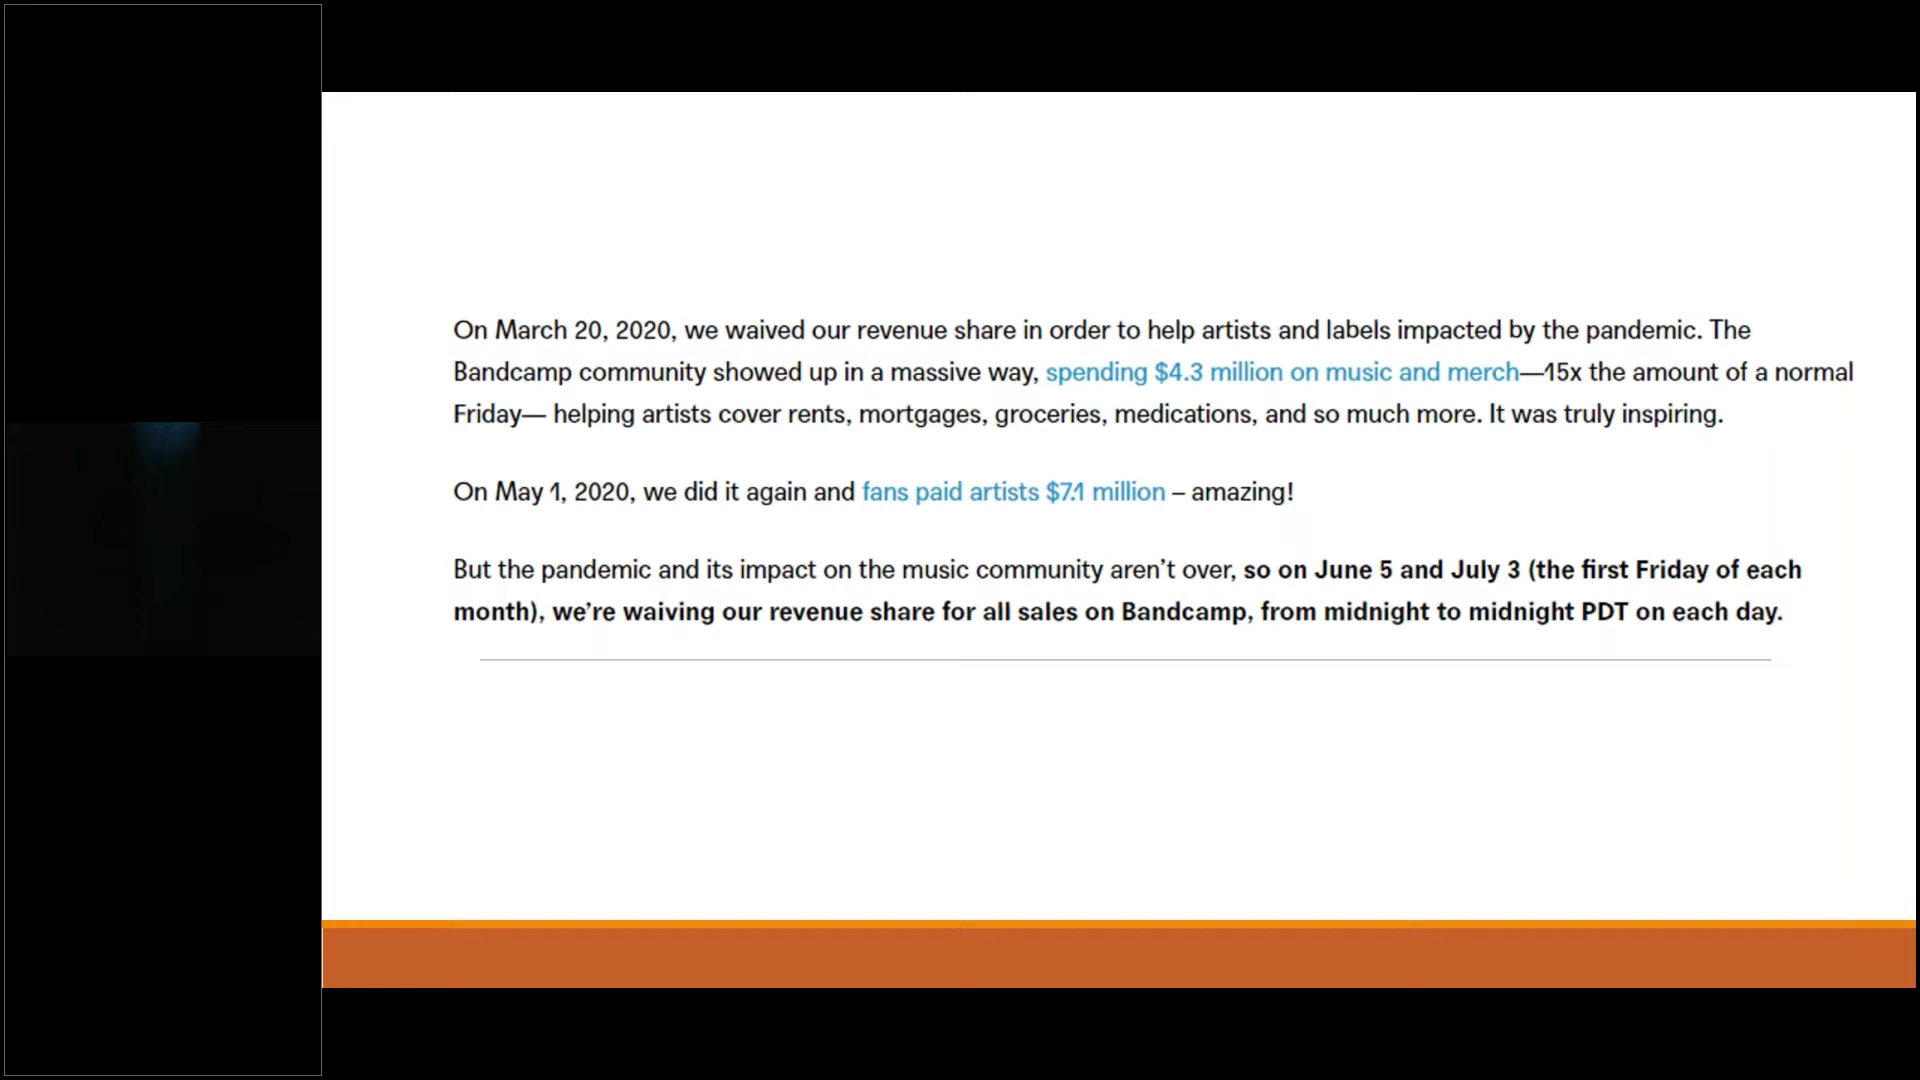 On March 20, 2020, we waived our revenue share in order to help artists and labels impacted by the pandemic. The
Bandcamp community showed up in a massive way, spending $4.3 million on music and merch—15x the amount of a normal
Friday— helping artists cover rents, mortgages, groceries, medications, and so much more. It was truly inspiring.
On May 1, 2020, we did it again and fans paid artists $7.1 million – amazing!
But the pandemic and its impact on the music community aren’t over, so on June 5 and July 3 (the first Friday of each
month), we’re waiving our revenue share for all sales on Bandcamp, from midnight to midnight PDT on each day.